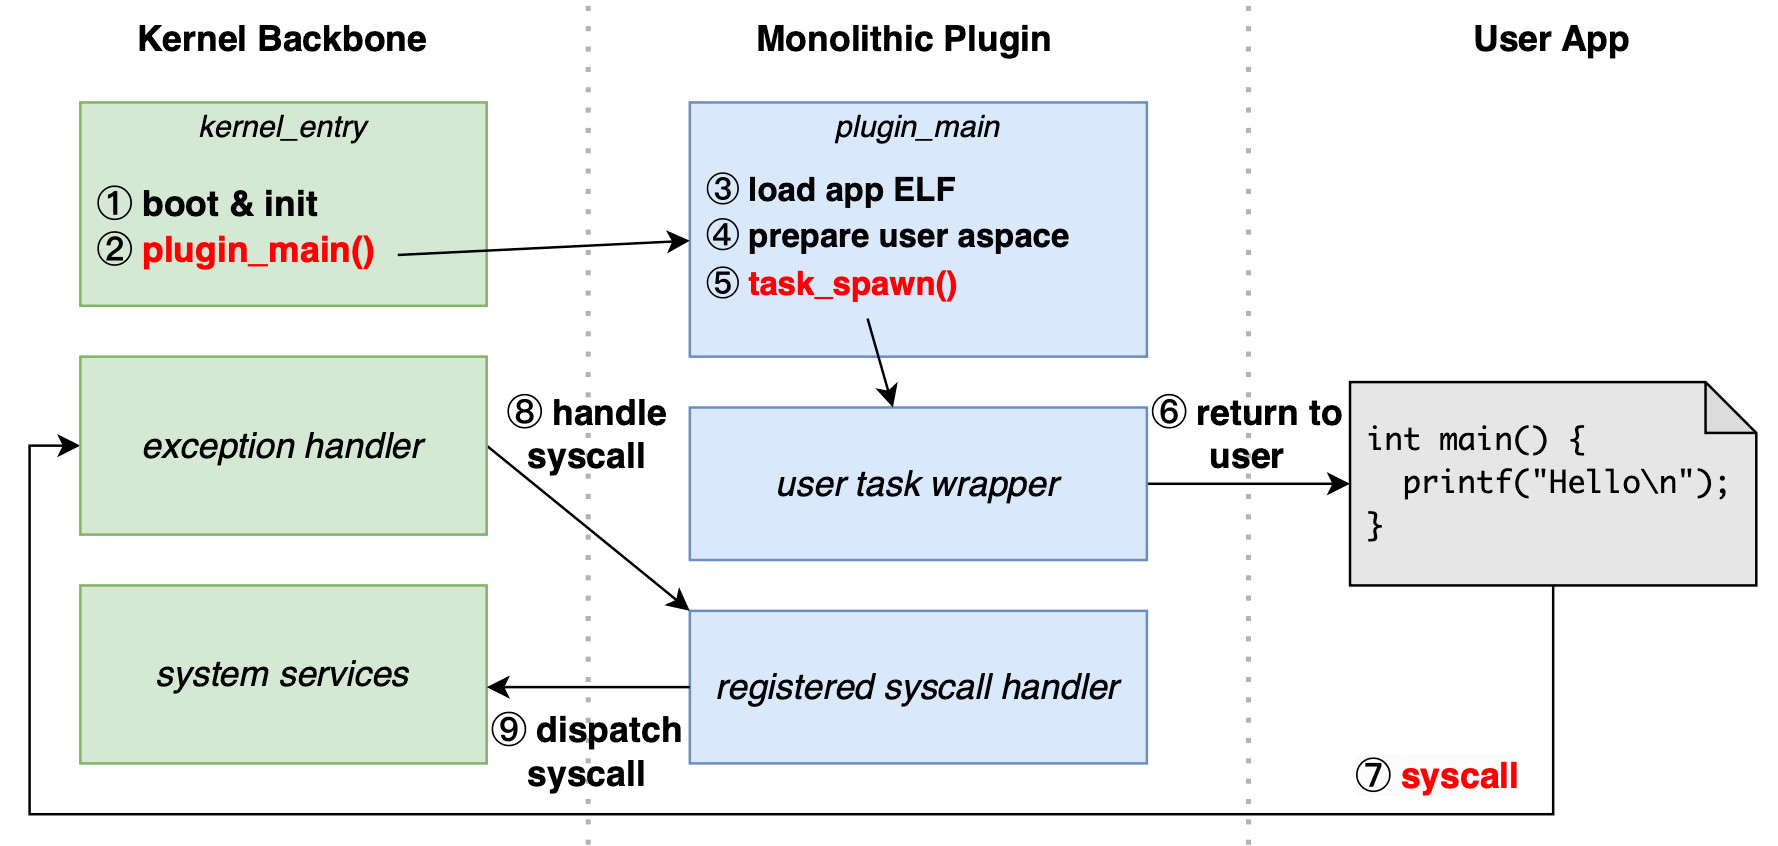 Kernel Backbone
Monolithic Plugin
User App
kernel_entry
① boot & init
② plugin_main()
plugin_main
③ load app ELF
④ prepare user aspace
⑤ task_spawn()
exception handler
⑧ handle
syscall
user task wrapper
⑥ return to
user
int main() {
  printf("Hello\n");
}
system services
registered syscall handler
⑨ dispatch
syscall
⑦ syscall